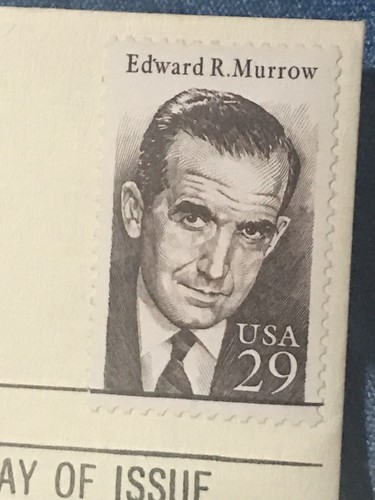 Edward R. Murrow
USA
29
AY OF ISSUE